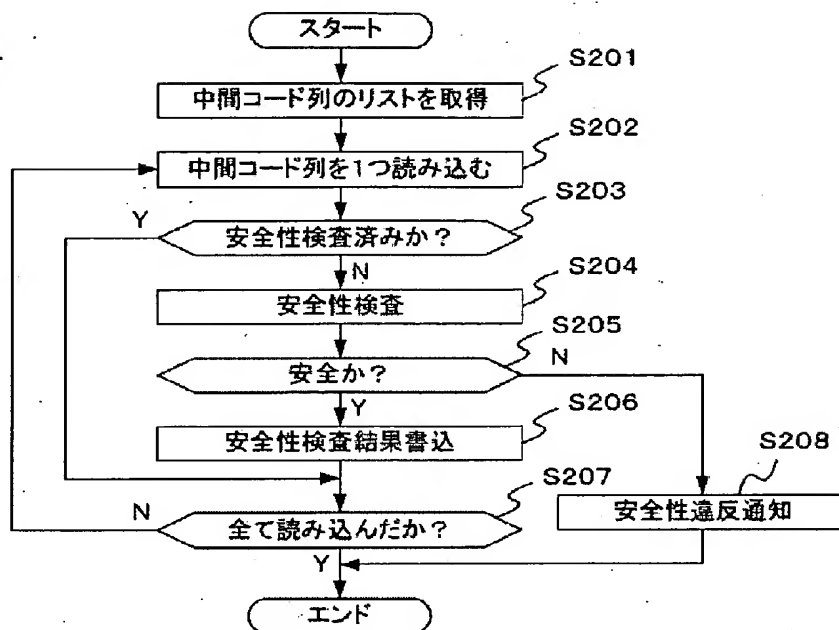 スタート
S201
中間コード列のリストを取得
S202
中間コード列を1つ読み込む
S203
Y
安全性検査済みか？
N
S204
安全性検査
S205
安全か？
N
Y
S206
安全性検査結果書込
S208
S207
N
全て読み込んだか？
安全性違反通知
Y
エンド